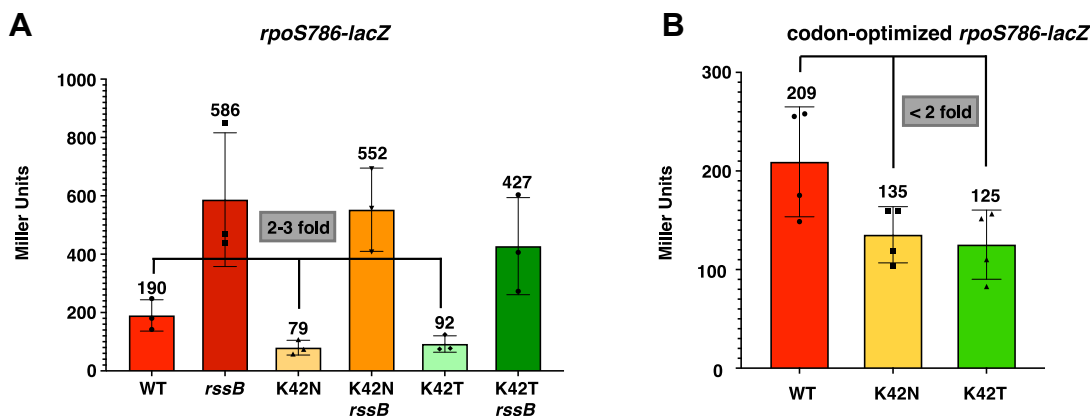 A
rpoS786-lacZ
Miller Units
1000
800
600
400
200
0
190
586
79
552
92
427
2-3 fold
WT
rssB
K42N
K42N
rssB
K42T
K42T
rssB
B
codon-optimized rpoS786-lacZ
Miller Units
300
200
100
0
209
135
125
< 2 fold
WT
K42N
K42T